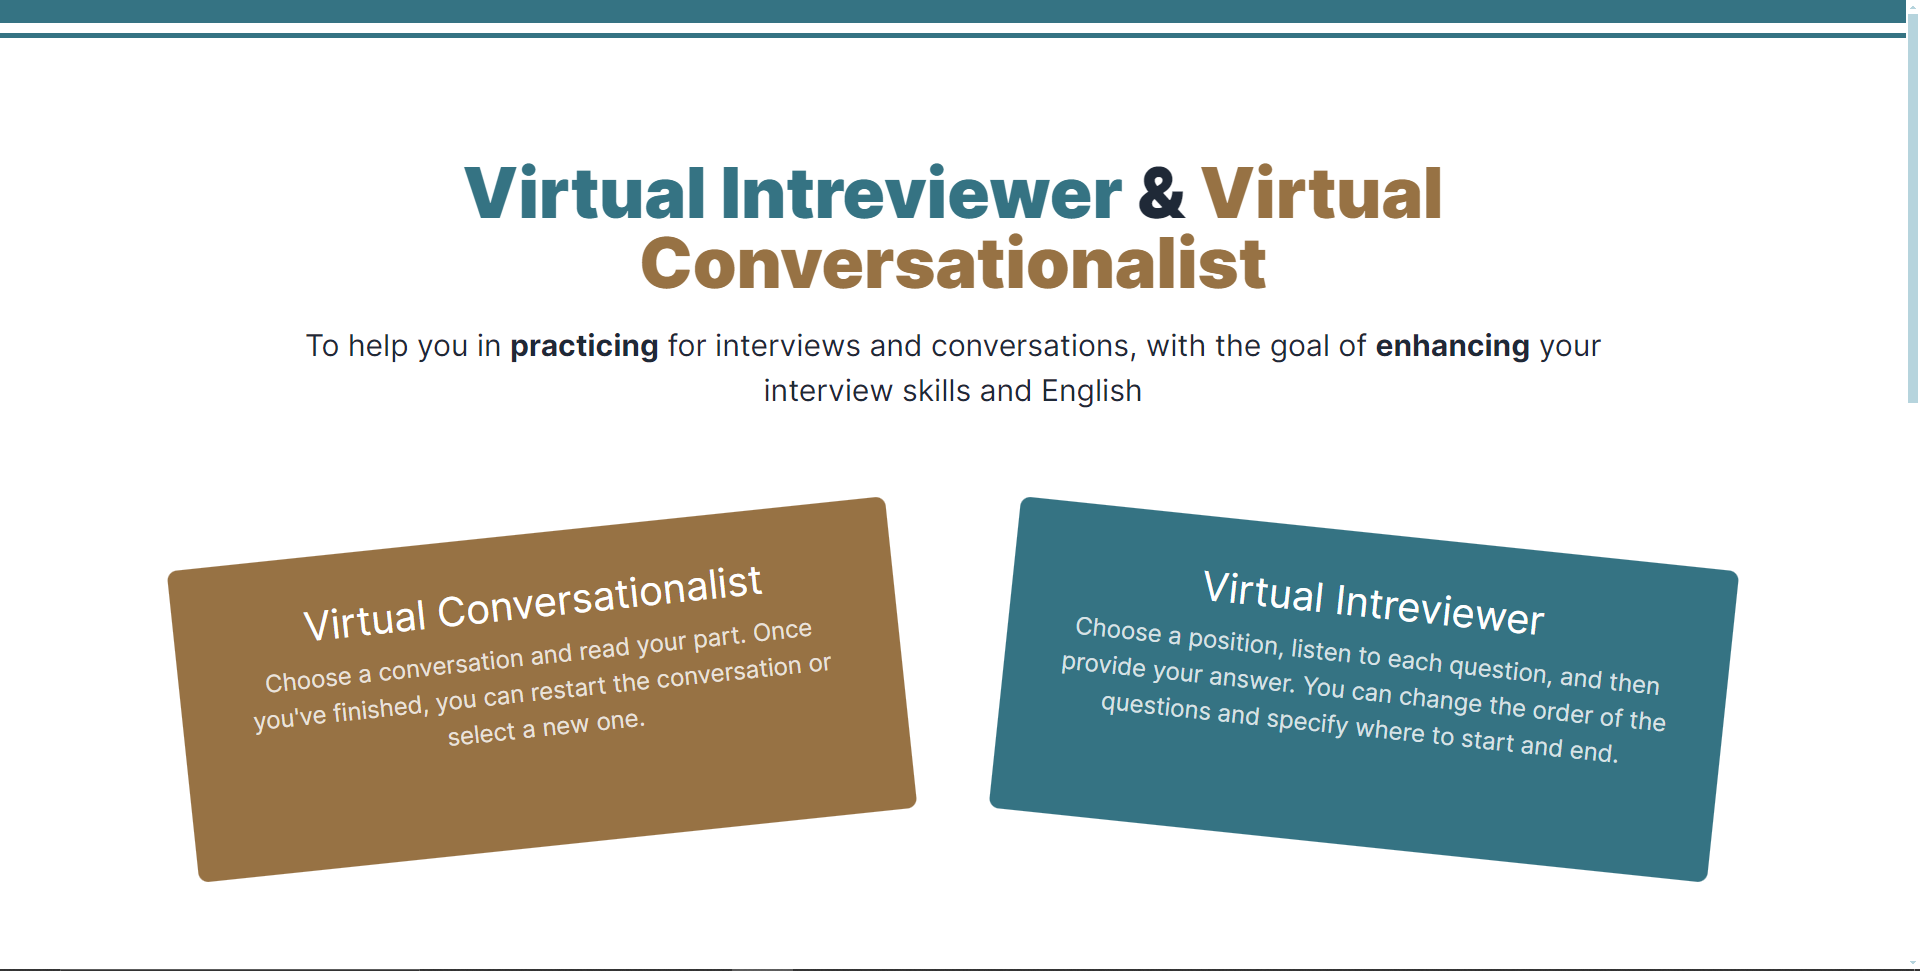 Virtual Intreviewer & Virtual
Conversationalist
To help you in practicing for interviews and conversations, with the goal of enhancing your
interview skills and English
Virtual Conversationalist
Choose a conversation and read your part. Once
you've finished, you can restart the conversation or
select a new one.
Virtual Intreviewer
Choose a position, listen to each question, and then
provide your answer. You can change the order of the
questions and specify where to start and end.